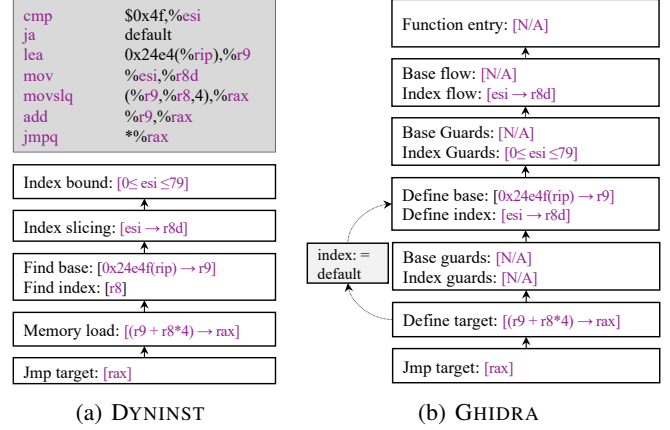 cmp $0x4f,%esi
ja default
lea 0x24e4(%rip),%r9
mov %esi,%r8d
movslq (%r9,%r8,4),%rax
add %r9,%rax
jmpq *%rax
Index bound: [0≤ esi ≤79]
Index slicing: [esi → r8d]
Find base: [0x24e4f(rip) → r9]
Find index: [r8]
Memory load: [(r9 + r8*4) → rax]
Jmp target: [rax]
(a) DYNINST
Function entry: [N/A]
Base flow: [N/A]
Index flow: [esi → r8d]
Base Guards: [N/A]
Index Guards: [0≤ esi ≤79]
Define base: [0x24e4f(rip) → r9]
Define index: [esi → r8d]
index: =
default
Base guards: [N/A]
Index guards: [N/A]
Define target: [(r9 + r8*4) → rax]
Jmp target: [rax]
(b) GHIDRA